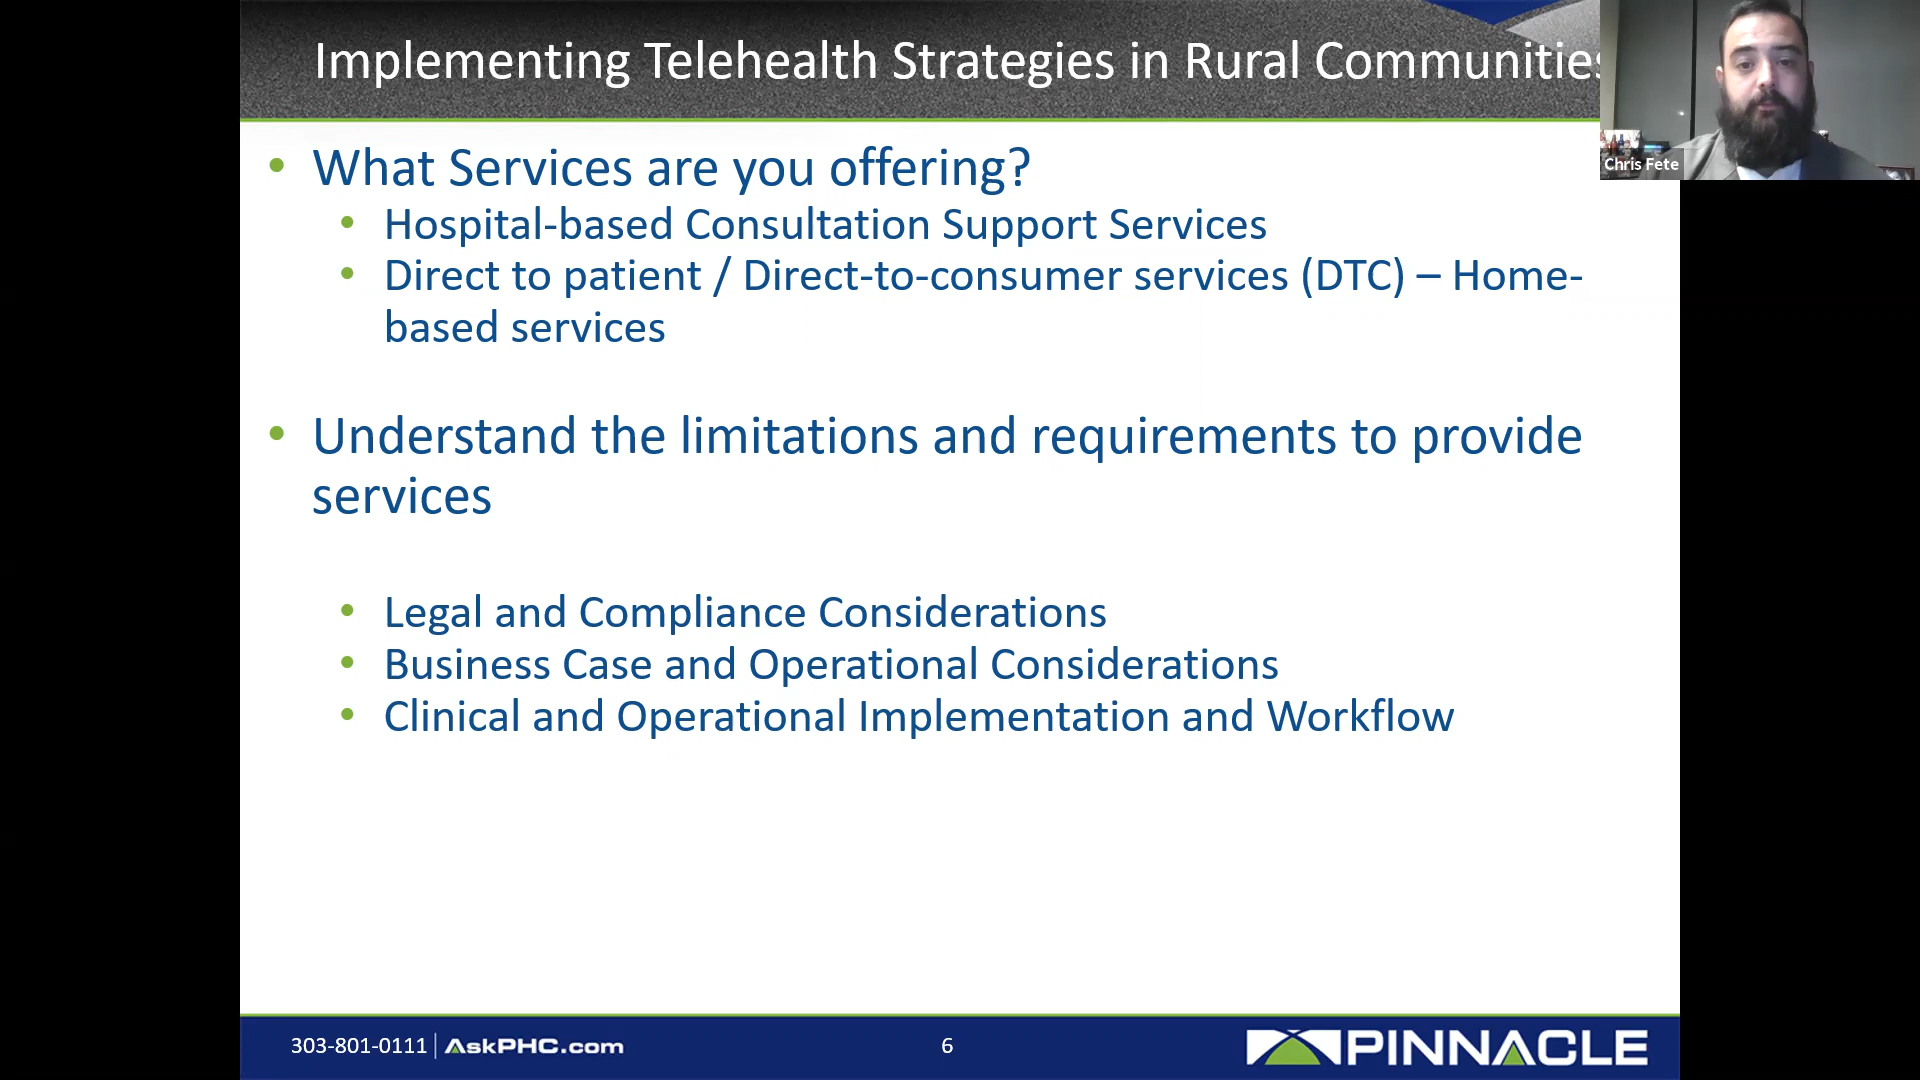 Implementing Telehealth Strategies in Rural Communities
Chris Fete
• What Services are you offering?
• Hospital-based Consultation Support Services
• Direct to patient / Direct-to-consumer services (DTC) – Home-
based services
• Understand the limitations and requirements to provide
services
• Legal and Compliance Considerations
• Business Case and Operational Considerations
• Clinical and Operational Implementation and Workflow
303-801-0111 | AskPHC.com
6
PINNACLE